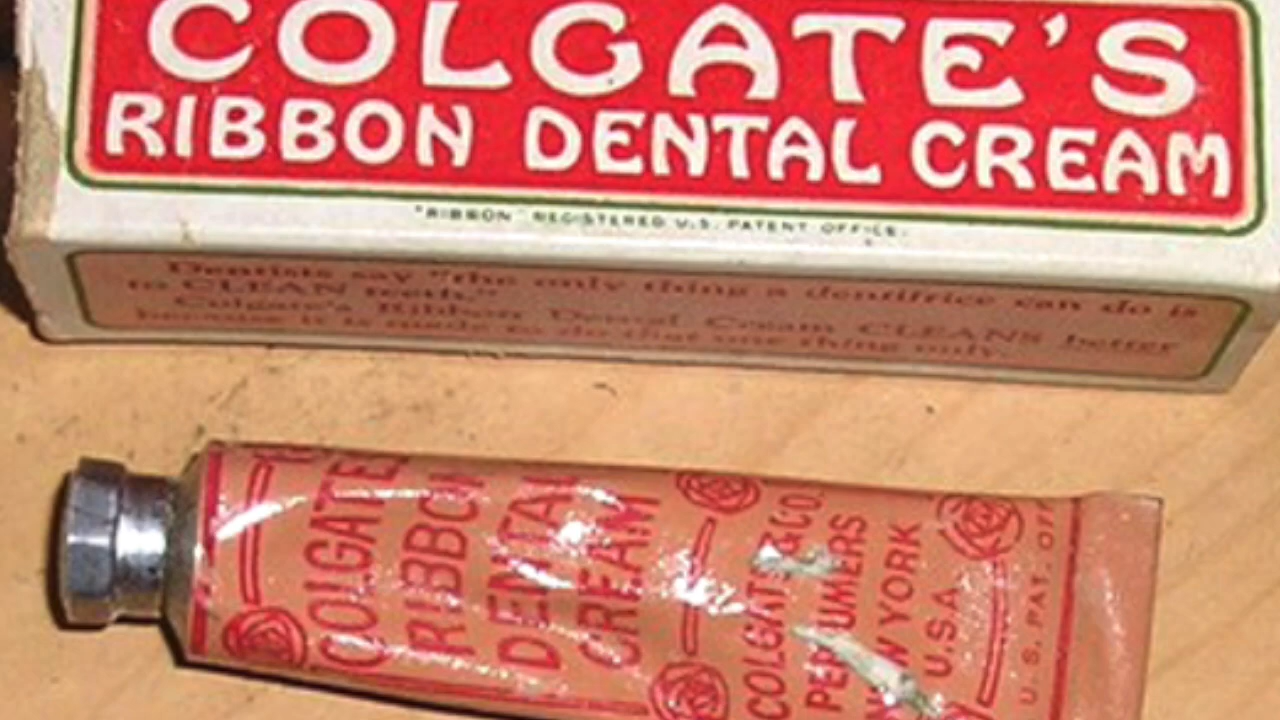 COLGATE'S
RIBBON DENTAL CREAM
"RIBBON" REGISTERED U.S. PATENT OFFICE.
Dentists say "the only thing a dentifrice can do is
to CLEAN teeth."
Colgate's Ribbon Dental Cream CLEANS better
because it is made to do that one thing only.
COLGATE'S
RIBBON
DENTAL
CREAM
COLGATE & CO.
PERFUMERS
NEW YORK
U.S.A.
U.S. PAT. OFF